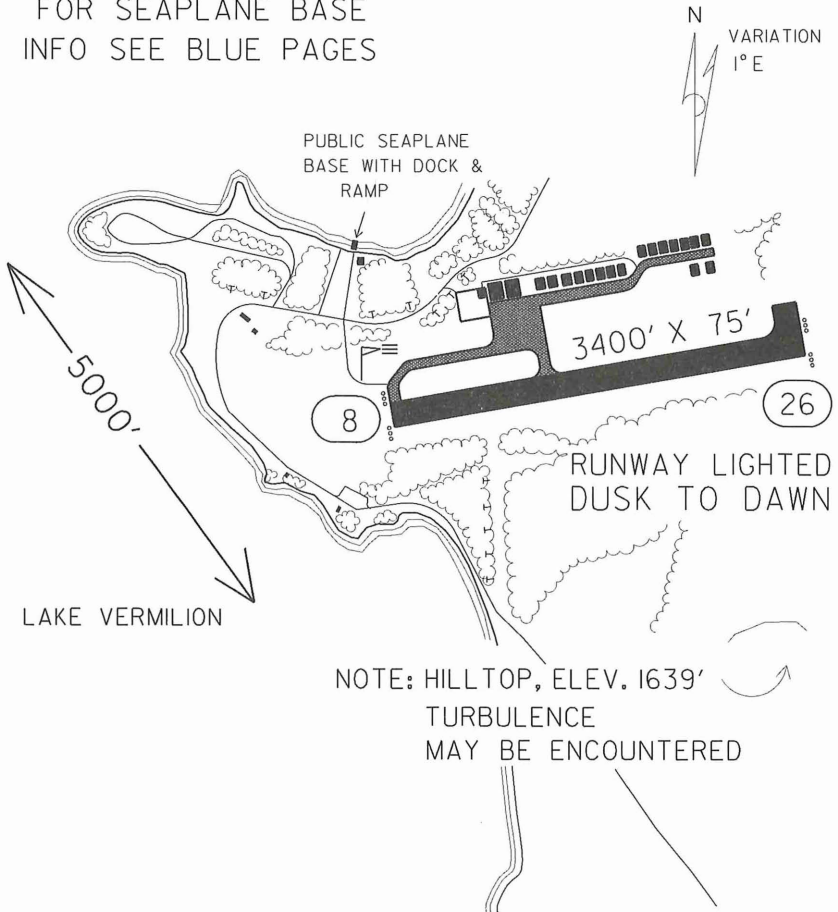 FOR SEAPLANE BASE
INFO SEE BLUE PAGES
N
VARIATION
1° E
PUBLIC SEAPLANE
BASE WITH DOCK &
RAMP
5000'
3400' X 75'
8
26
RUNWAY LIGHTED
DUSK TO DAWN
LAKE VERMILION
NOTE: HILLTOP, ELEV. 1639'
TURBULENCE
MAY BE ENCOUNTERED